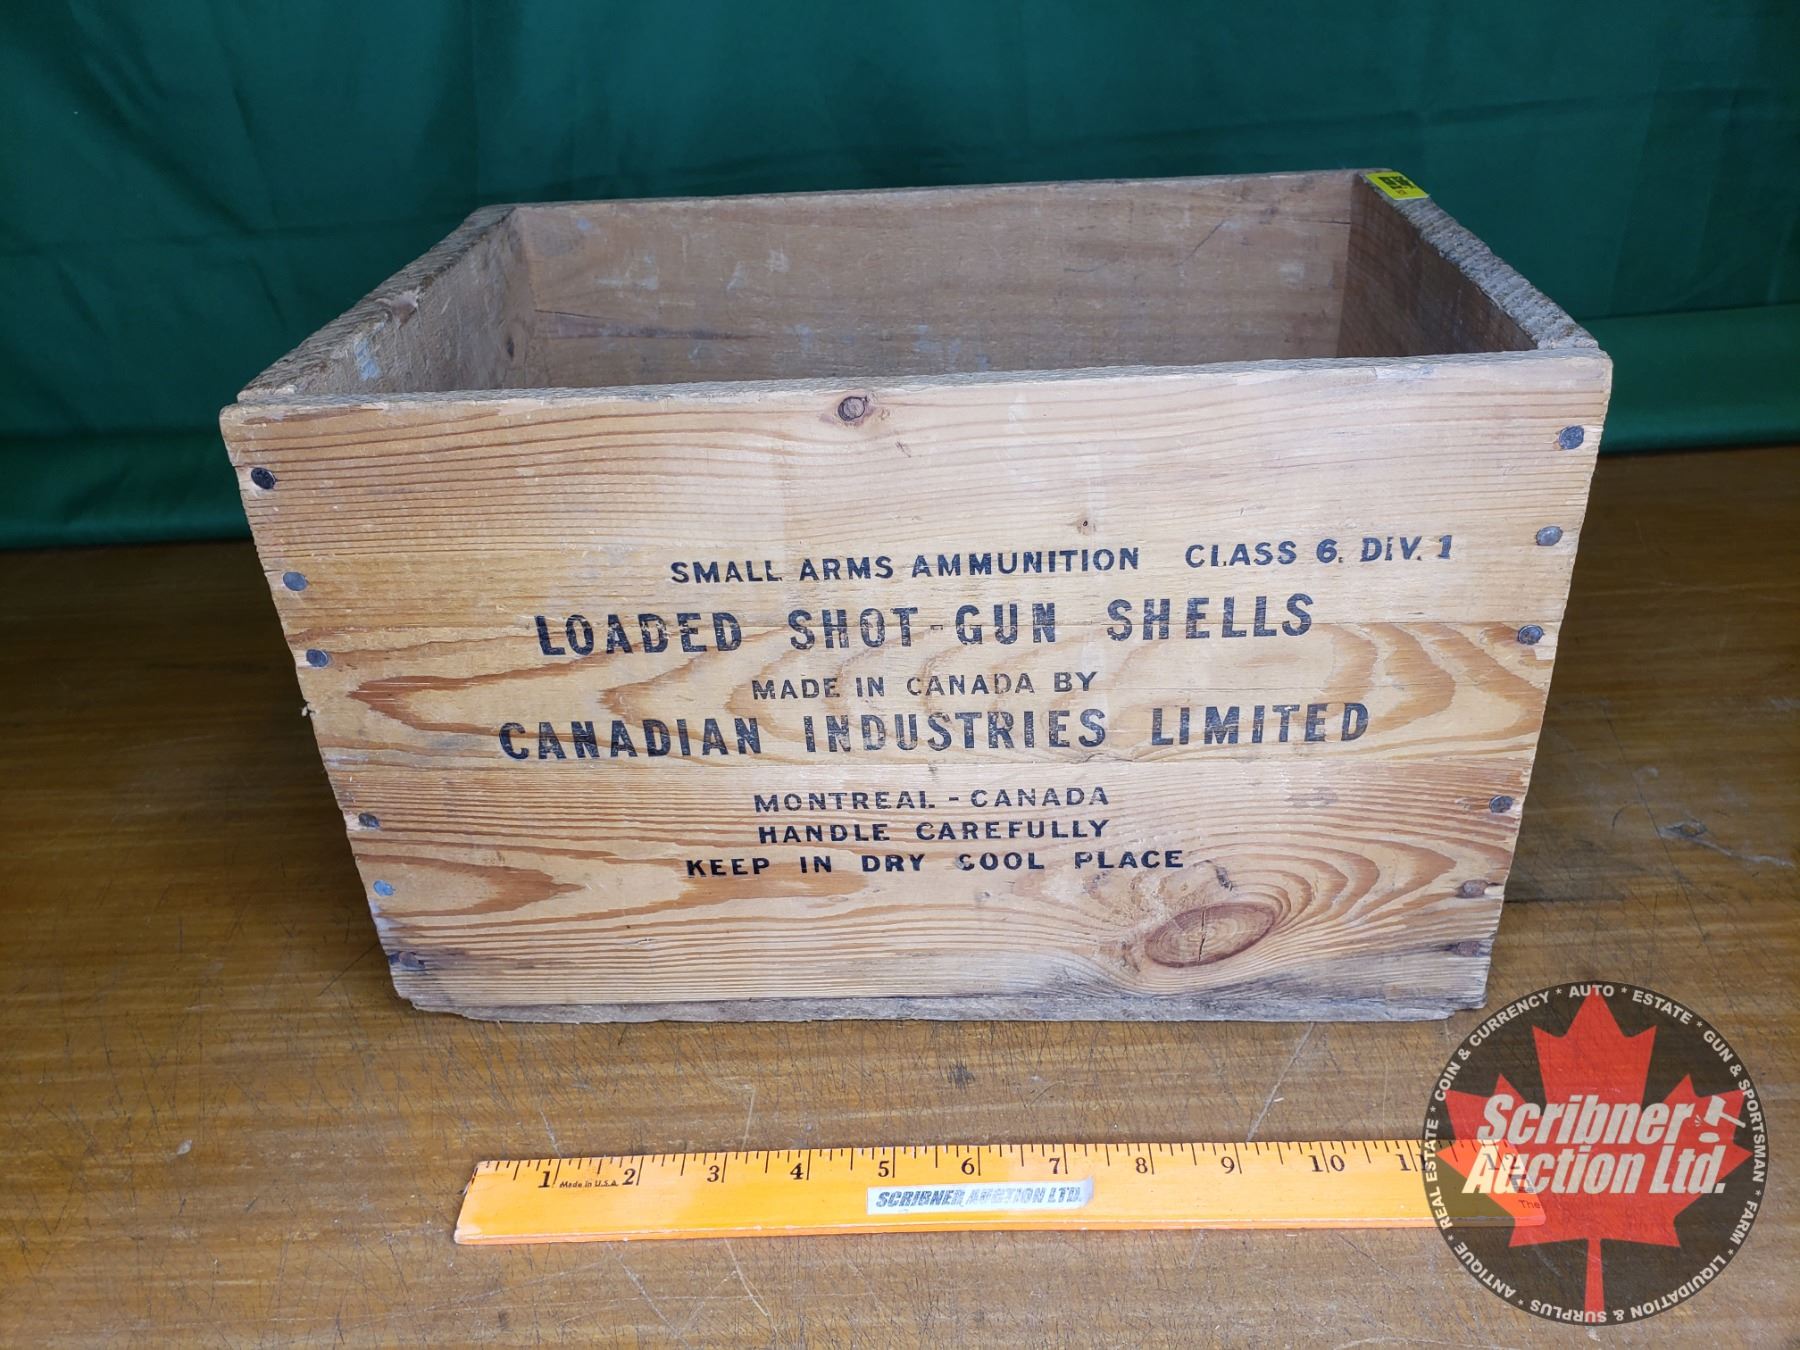 SMALL ARMS AMMUNITION CLASS 6. DIV. 1
LOADED SHOT-GUN SHELLS
MADE IN CANADA BY
CANADIAN INDUSTRIES LIMITED
MONTREAL - CANADA
HANDLE CAREFULLY
KEEP IN DRY COOL PLACE
1 2 3 4 5 6 7 8 9 10 11 12
Made in U.S.A.
SCRIBNER AUCTION LTD.
The
Scribner
Auction Ltd.
REAL ESTATE * COIN & CURRENCY * AUTO * ESTATE * GUN & SPORTSMAN * FARM * LIQUIDATION & SURPLUS * ANTIQUE *